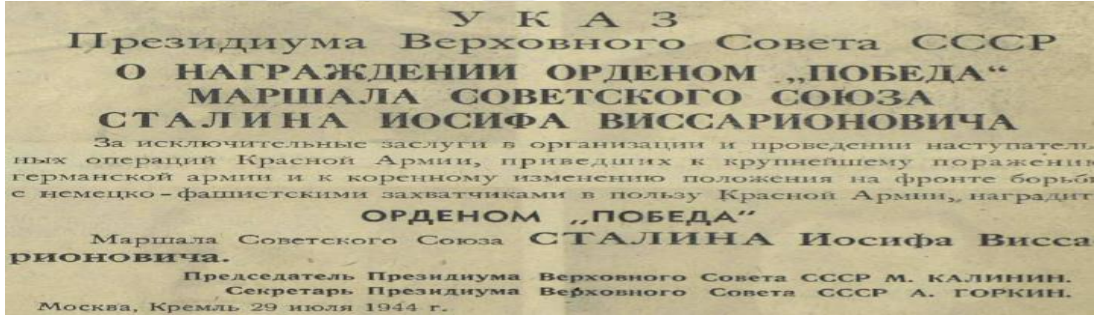 УКАЗ
Президиума Верховного Совета СССР
О НАГРАЖДЕНИИ ОРДЕНОМ „ПОБЕДА“
МАРШАЛА СОВЕТСКОГО СОЮЗА
СТАЛИНА ИОСИФА ВИССАРИОНОВИЧА
За исключительные заслуги в организации и проведении наступатель
ных операций Красной Армии, приведших к крупнейшему поражению
германской армии и к коренному изменению положения на фронте борьбы
с немецко-фашистскими захватчиками в пользу Красной Армии, наградить
ОРДЕНОМ „ПОБЕДА“
Маршала Советского Союза СТАЛИНА Иосифа Висса
рионовича.
Председатель Президиума Верховного Совета СССР М. КАЛИНИН.
Секретарь Президиума Верховного Совета СССР А. ГОРКИН.
Москва, Кремль 29 июля 1944 г.